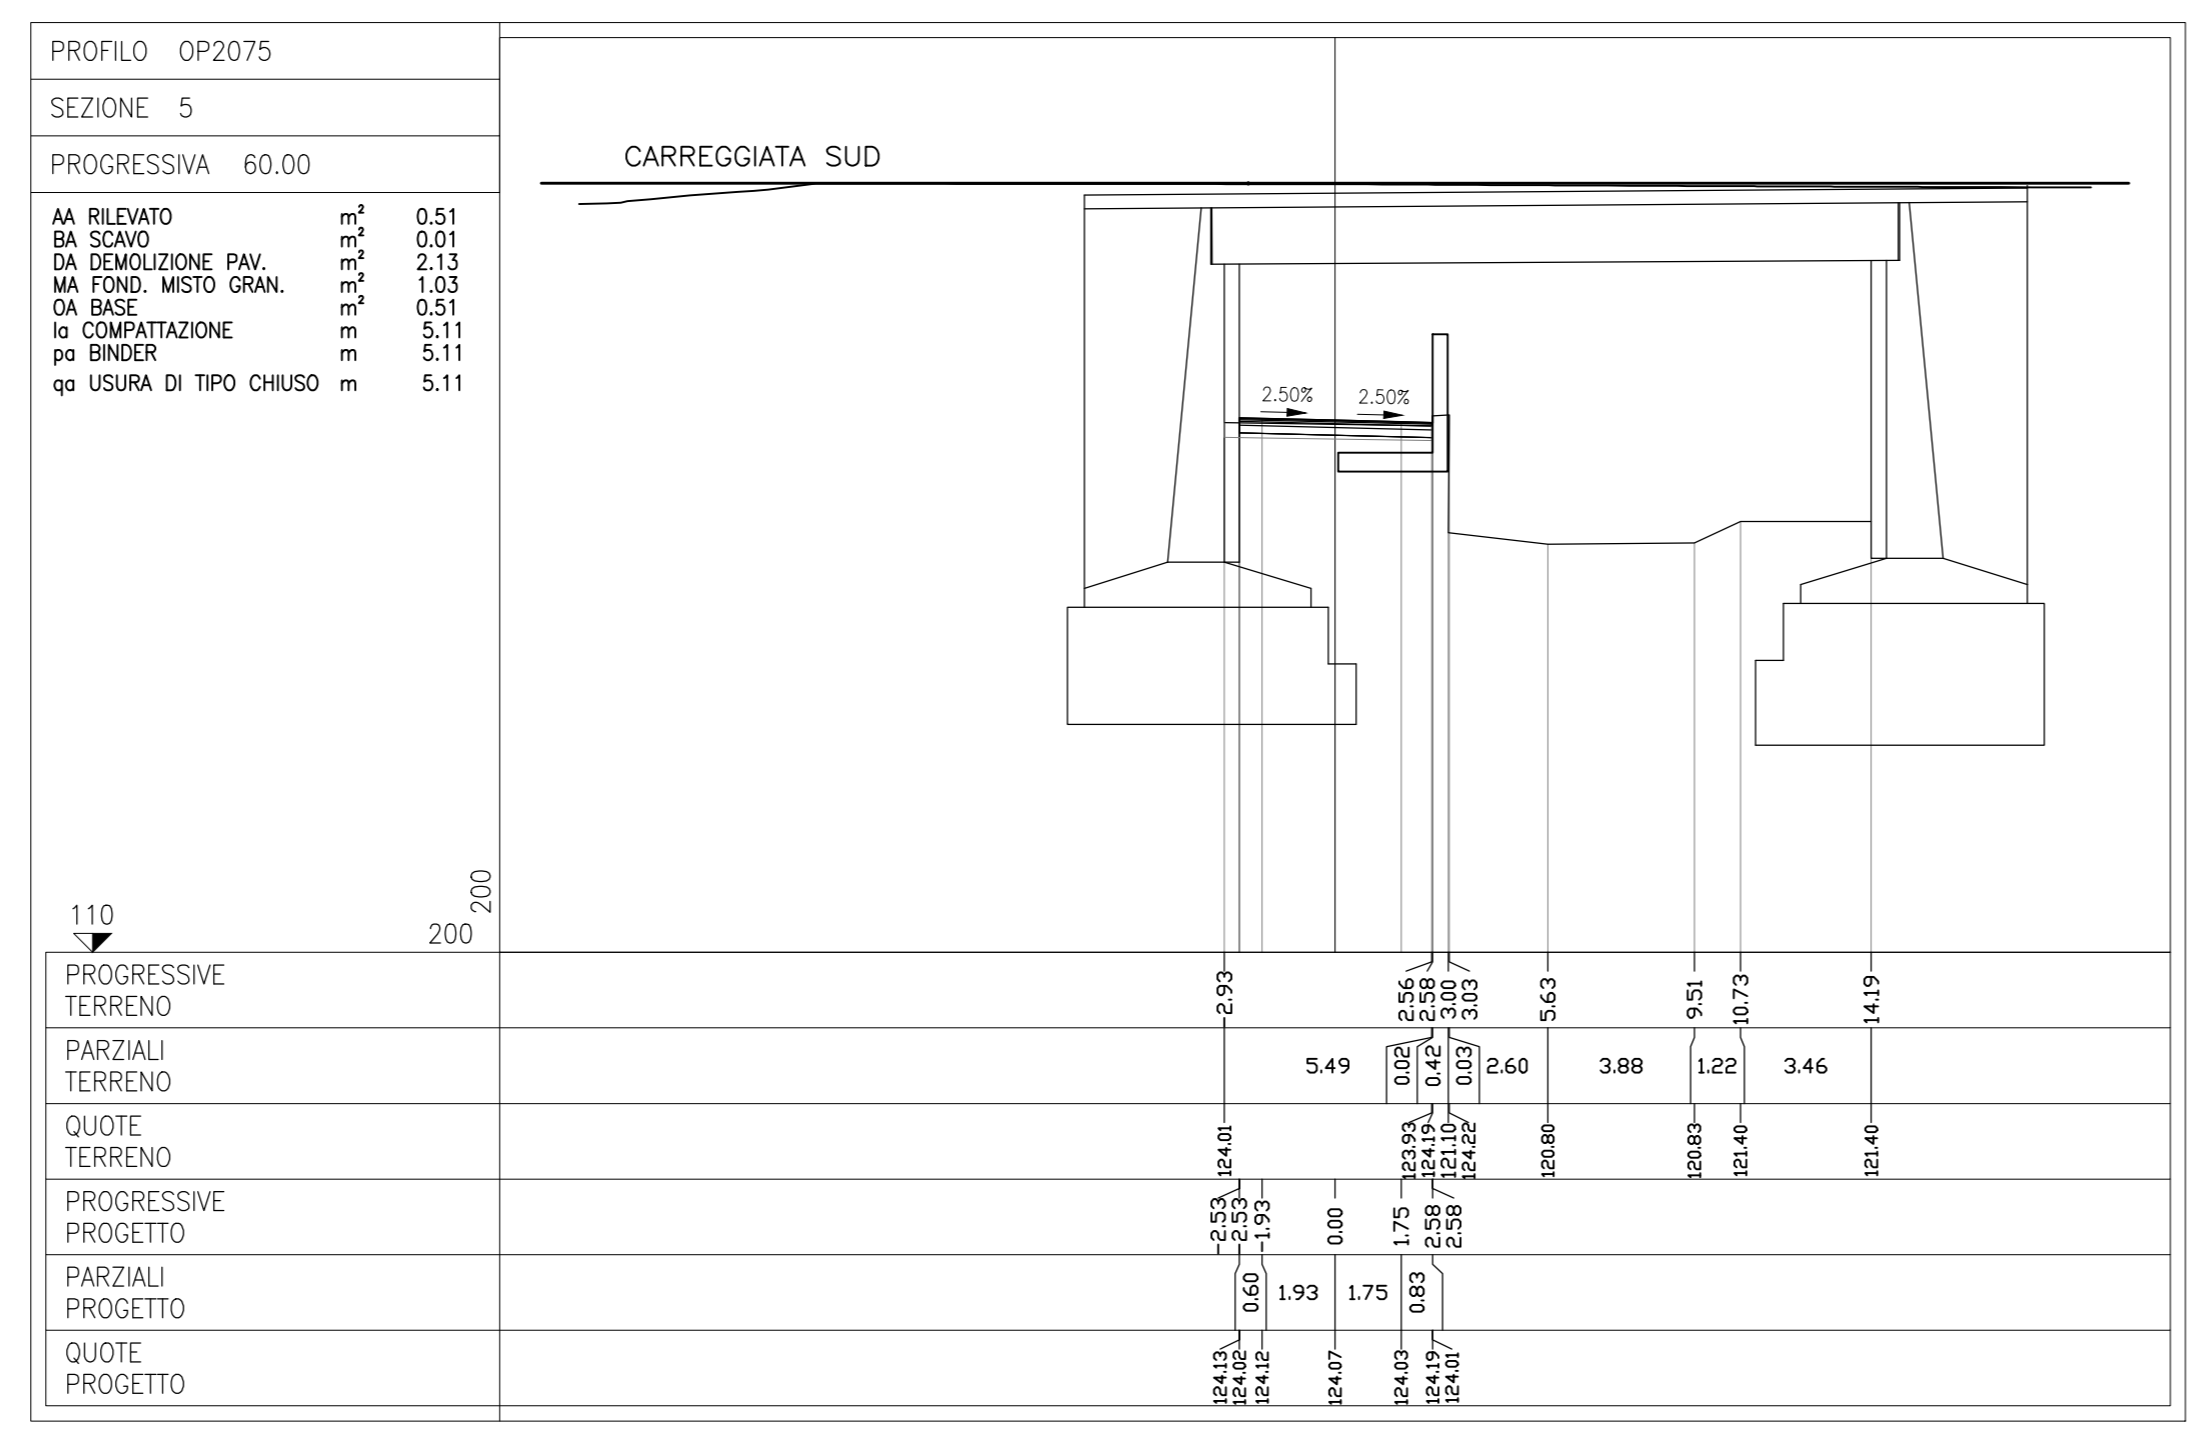 PROFILO OP2075
SEZIONE 5
PROGRESSIVA 60.00
AA RILEVATO m² 0.51
BA SCAVO m² 0.01
DA DEMOLIZIONE PAV. m² 2.13
MA FOND. MISTO GRAN. m² 1.03
OA BASE m² 0.51
la COMPATTAZIONE m 5.11
pa BINDER m 5.11
qa USURA DI TIPO CHIUSO m 5.11
CARREGGIATA SUD
2.50% 2.50%
110
200
200
PROGRESSIVE
TERRENO
-2.93 2.56 2.58 3.00 3.03 5.63 9.51 10.73 14.19
PARZIALI
TERRENO
5.49 0.02 0.42 0.03 2.60 3.88 1.22 3.46
QUOTE
TERRENO
124.01 123.93 124.19 121.10 124.22 120.80 120.83 121.40 121.40
PROGRESSIVE
PROGETTO
-2.53 -2.53 -1.93 0.00 1.75 2.58 2.58
PARZIALI
PROGETTO
0.60 1.93 1.75 0.83
QUOTE
PROGETTO
124.13 124.02 124.12 124.07 124.03 124.19 124.01